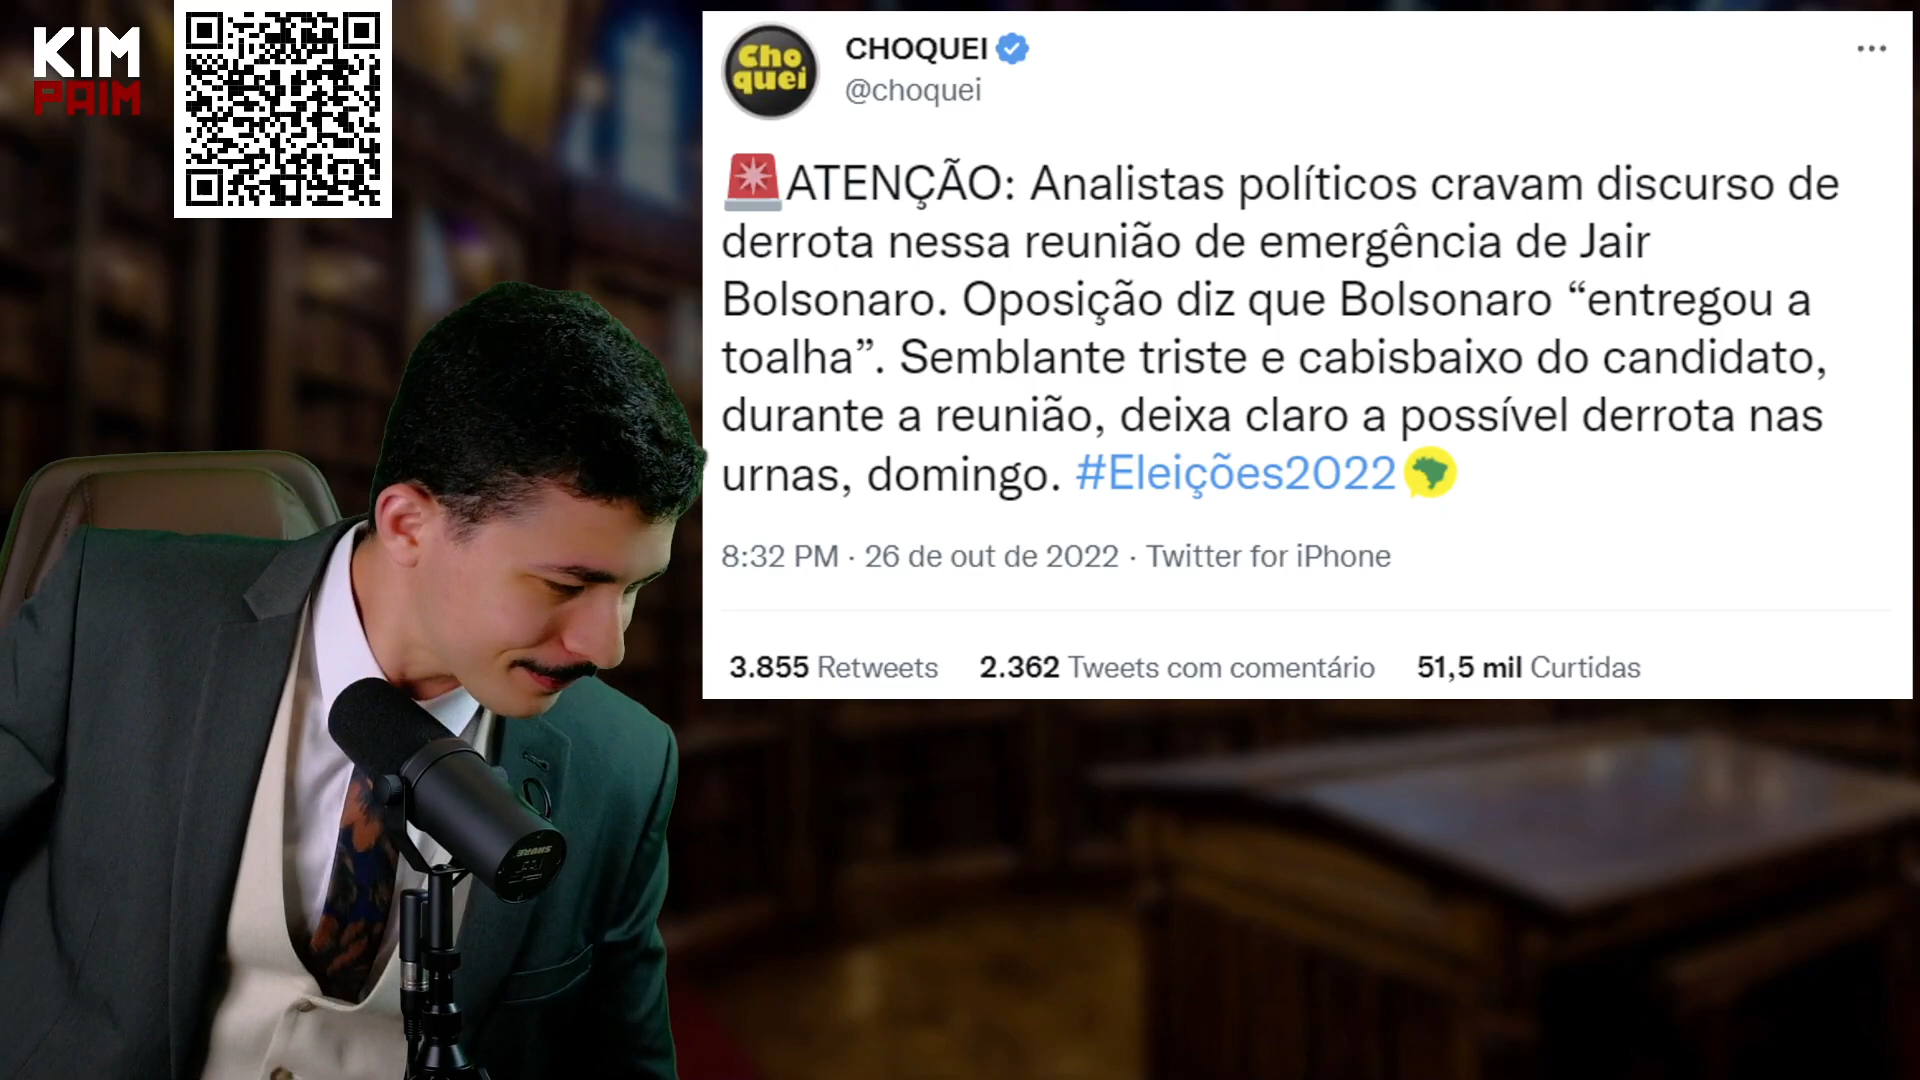 KIM
PAIM
Cho
quei
CHOQUEI
@choquei
ATENÇÃO: Analistas políticos cravam discurso de
derrota nessa reunião de emergência de Jair
Bolsonaro. Oposição diz que Bolsonaro “entregou a
toalha”. Semblante triste e cabisbaixo do candidato,
durante a reunião, deixa claro a possível derrota nas
urnas, domingo. #Eleições2022
8:32 PM · 26 de out de 2022 · Twitter for iPhone
3.855 Retweets 2.362 Tweets com comentário 51,5 mil Curtidas
SHURE